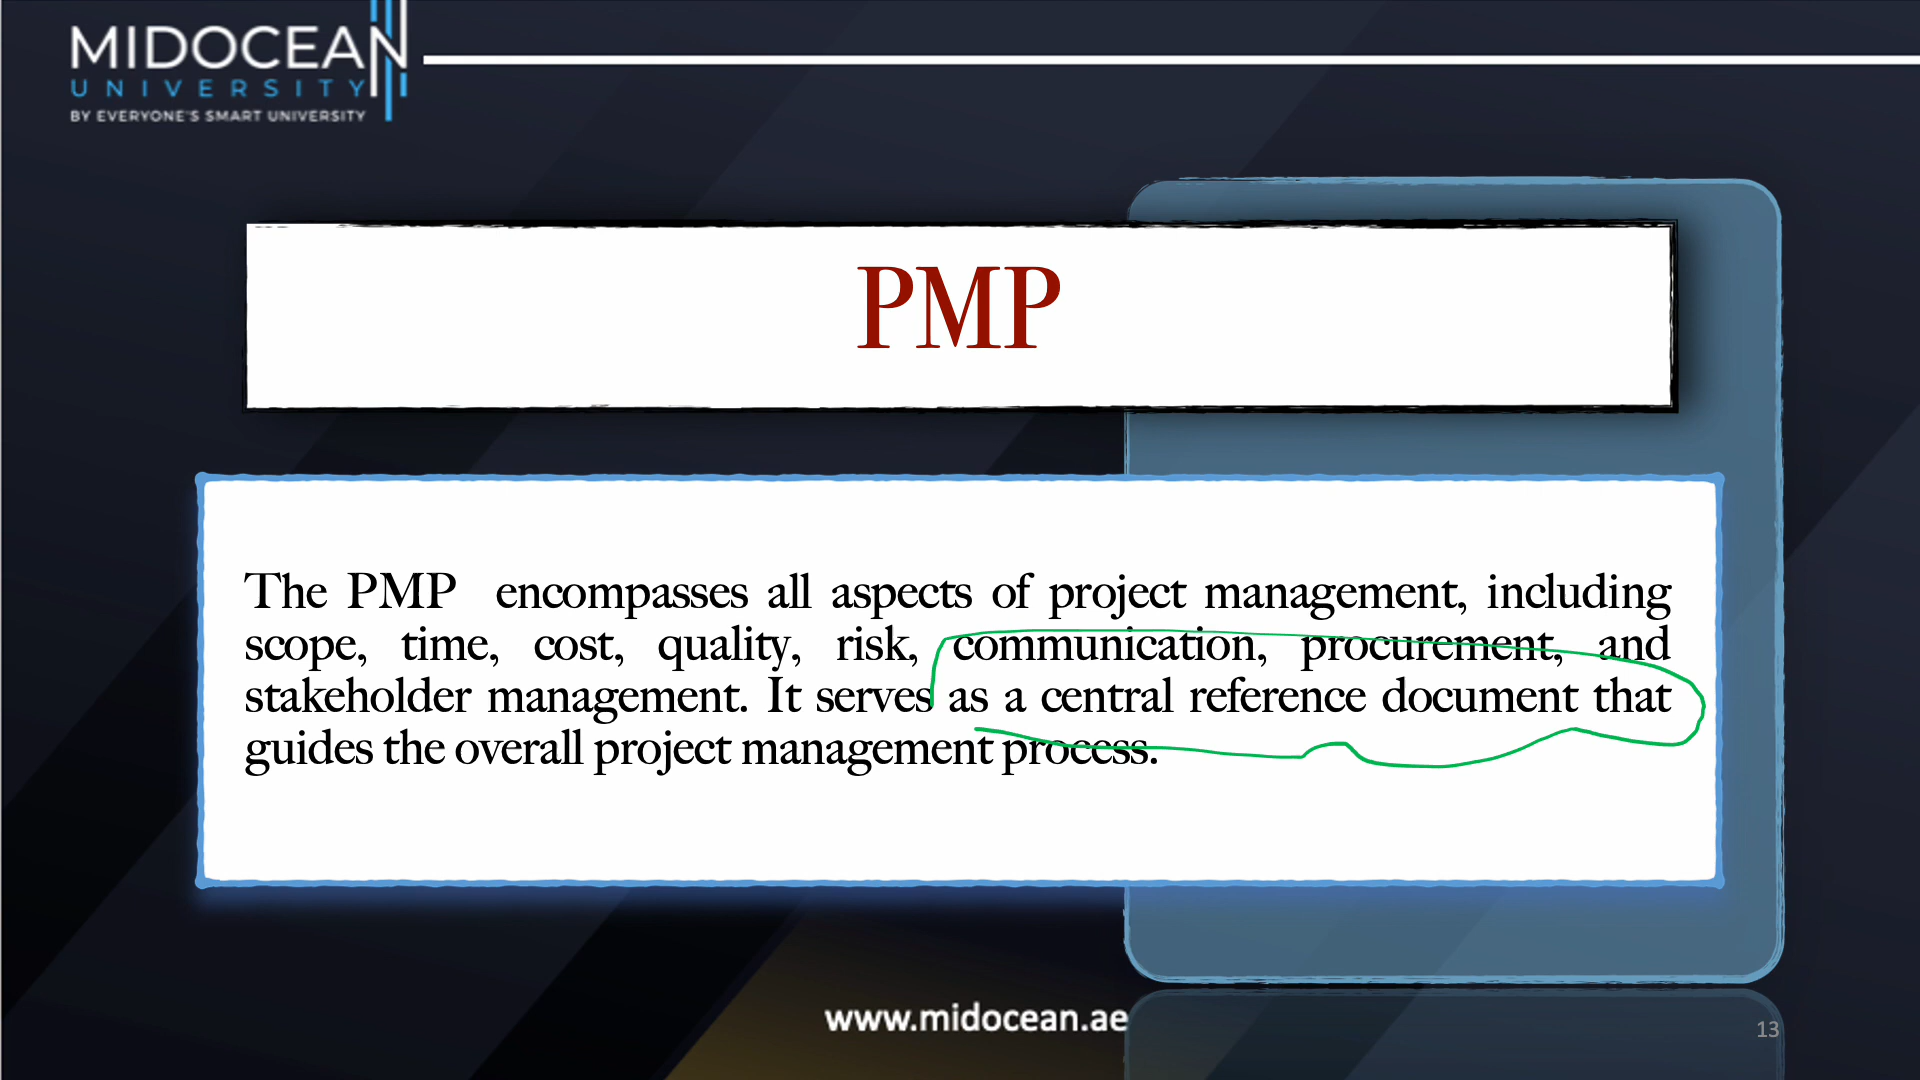 MIDOCEAN
UNIVERSITY
BY EVERYONE'S SMART UNIVERSITY
PMP
The PMP encompasses all aspects of project management, including
scope, time, cost, quality, risk, communication, procurement, and
stakeholder management. It serves as a central reference document that
guides the overall project management process.
www.midocean.ae
13